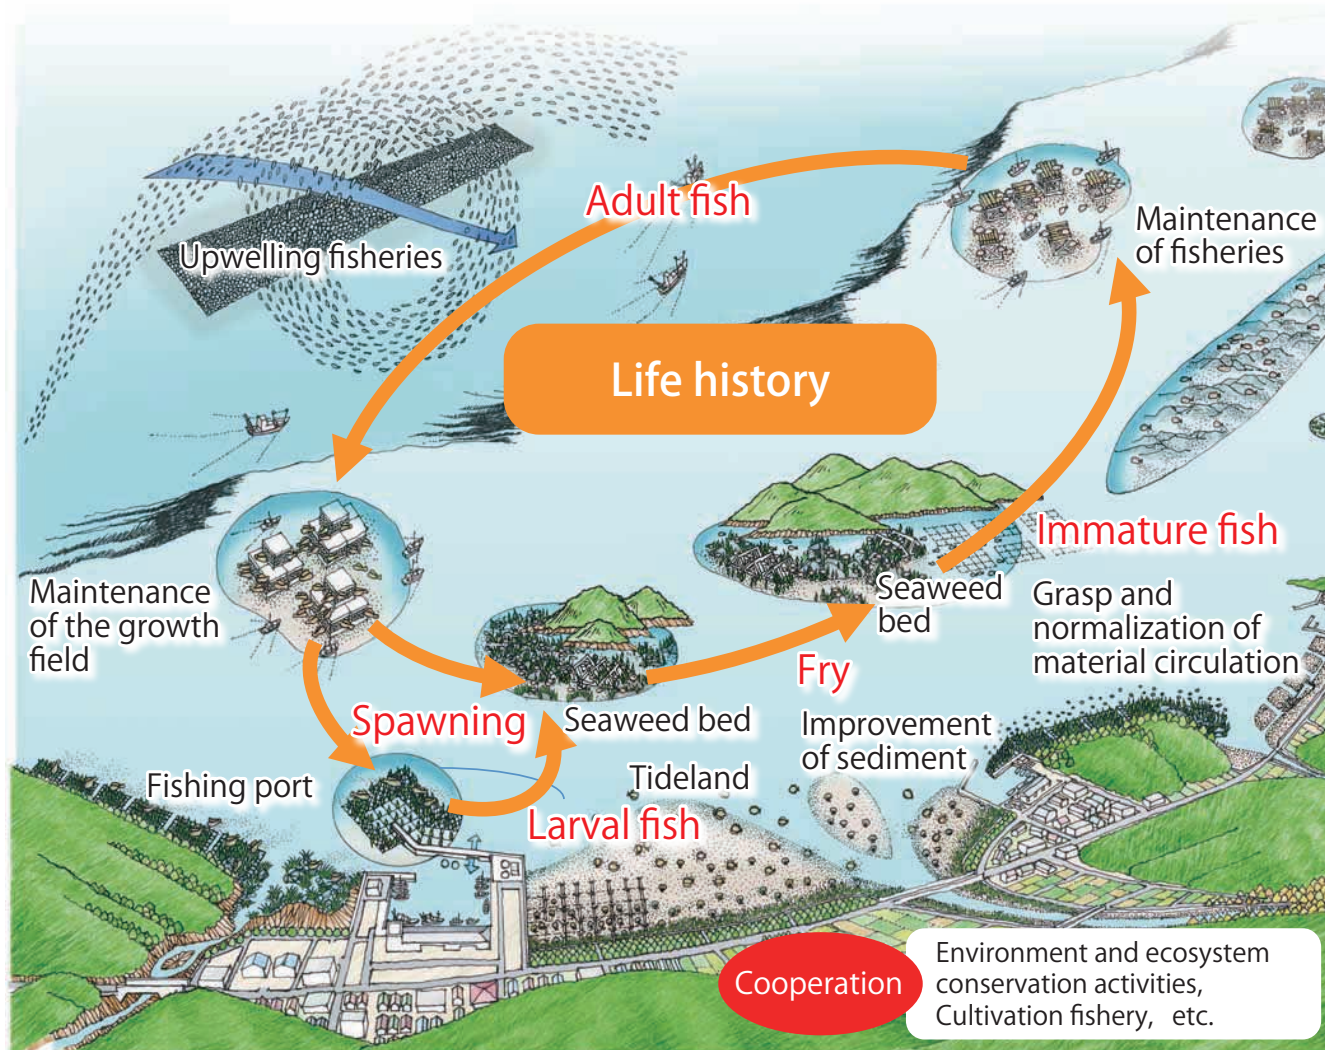 Adult fish
Upwelling fisheries
Maintenance
of fisheries
Life history
Immature fish
Maintenance
of the growth
field
Seaweed
bed
Grasp and
normalization of
material circulation
Fry
Spawning
Seaweed bed
Improvement
of sediment
Fishing port
Tideland
Larval fish
Cooperation
Environment and ecosystem
conservation activities,
Cultivation fishery, etc.